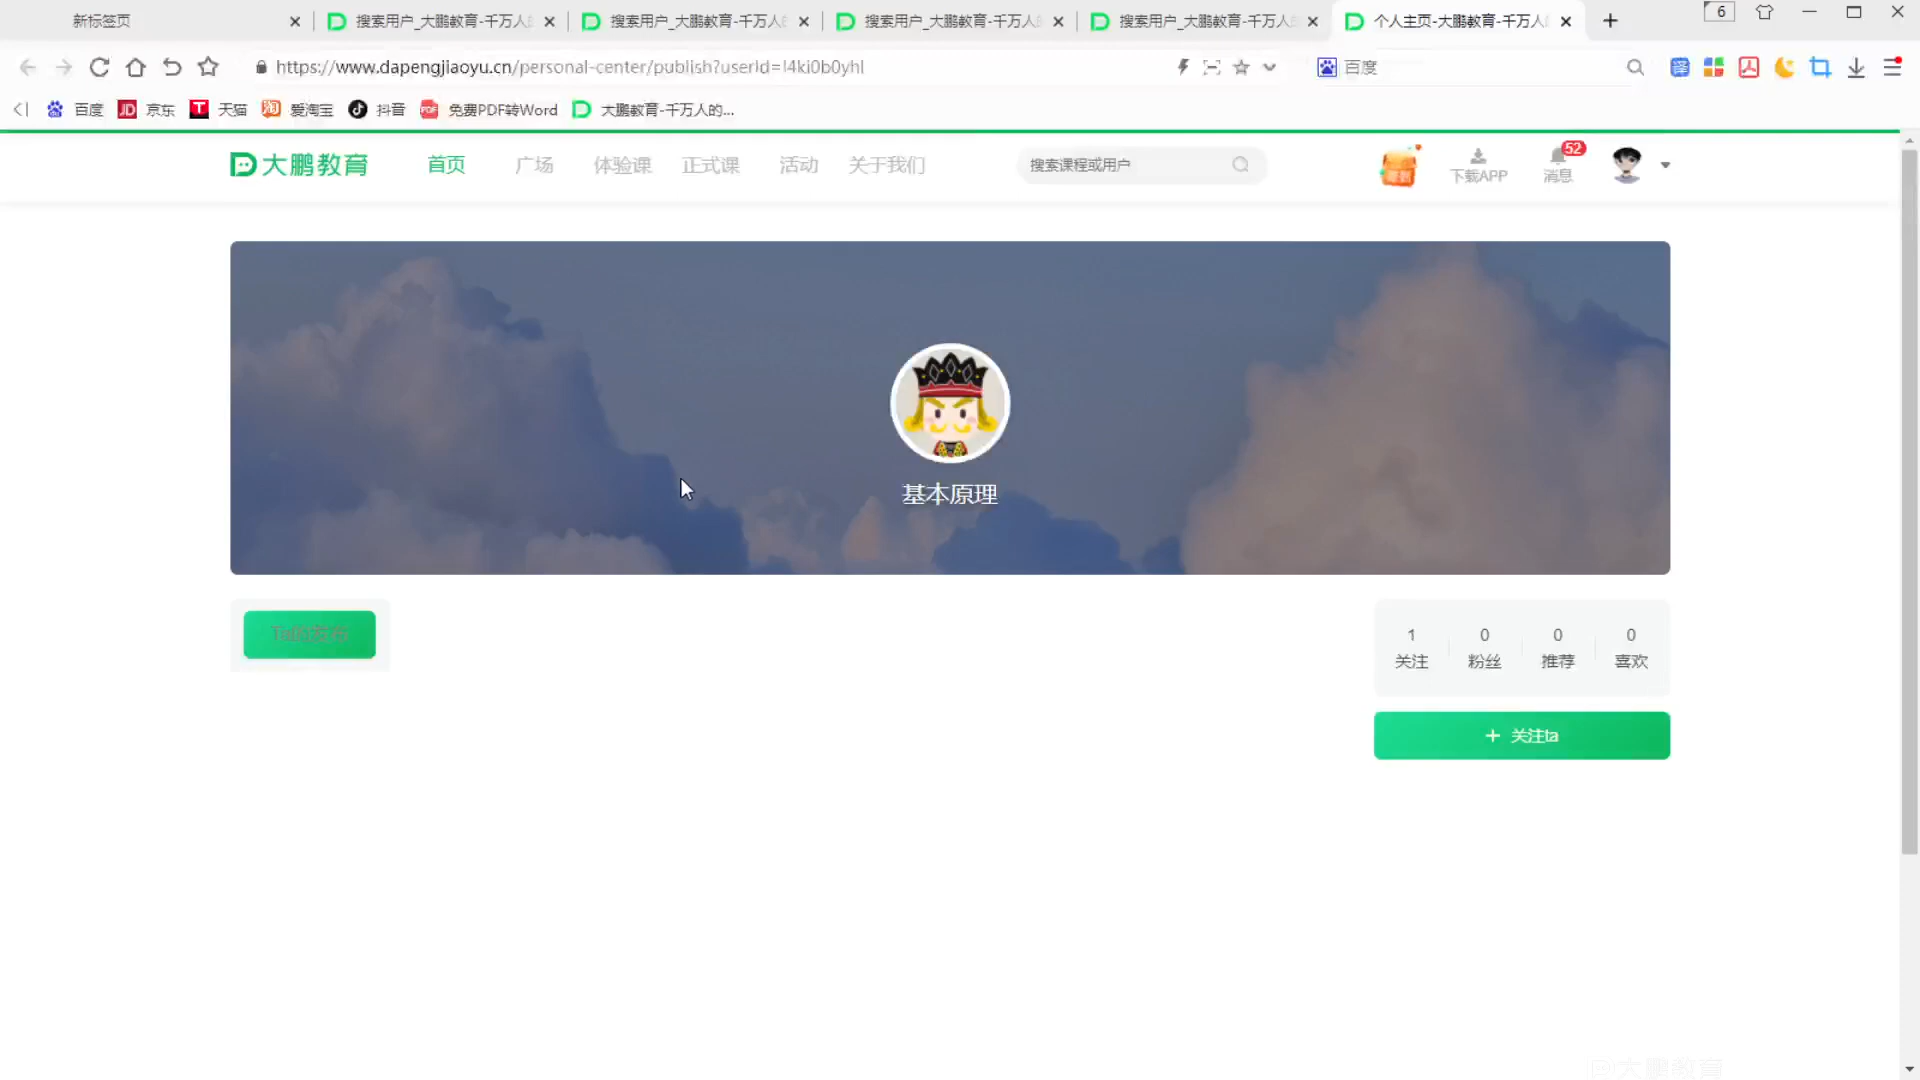 新标签页
搜索用户_大鹏教育-千万人
搜索用户_大鹏教育-千万人
搜索用户_大鹏教育-千万人
搜索用户_大鹏教育-千万人
个人主页-大鹏教育-千万人
6
https://www.dapengjiaoyu.cn/personal-center/publish?userId=l4ki0b0yhl
百度
百度
京东
天猫
爱淘宝
抖音
免费PDF转Word
大鹏教育-千万人的...
大鹏教育
首页
广场
体验课
正式课
活动
关于我们
搜索课程或用户
下载APP
52
消息
基本原理
Ta的发布
1
关注
0
粉丝
0
推荐
0
喜欢
+ 关注ta
大鹏教育